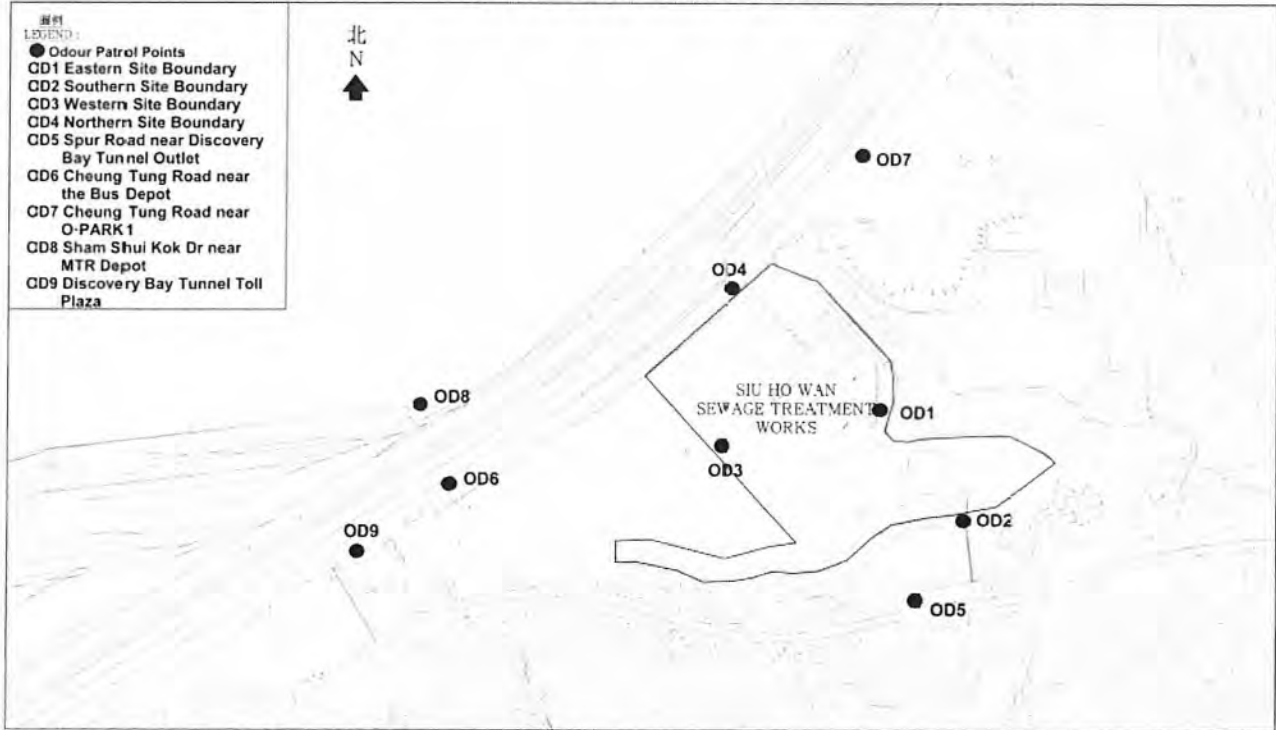 圖例
LEGEND :
Odour Patrol Points
OD1 Eastern Site Boundary
OD2 Southern Site Boundary
OD3 Western Site Boundary
OD4 Northern Site Boundary
OD5 Spur Road near Discovery
Bay Tunnel Outlet
OD6 Cheung Tung Road near
the Bus Depot
OD7 Cheung Tung Road near
O-PARK1
OD8 Sham Shui Kok Dr near
MTR Depot
OD9 Discovery Bay Tunnel Toll
Plaza
北
N
OD7
OD4
OD8
SIU HO WAN
SEWAGE TREATMENT
WORKS
OD1
OD3
OD6
OD2
OD9
OD5